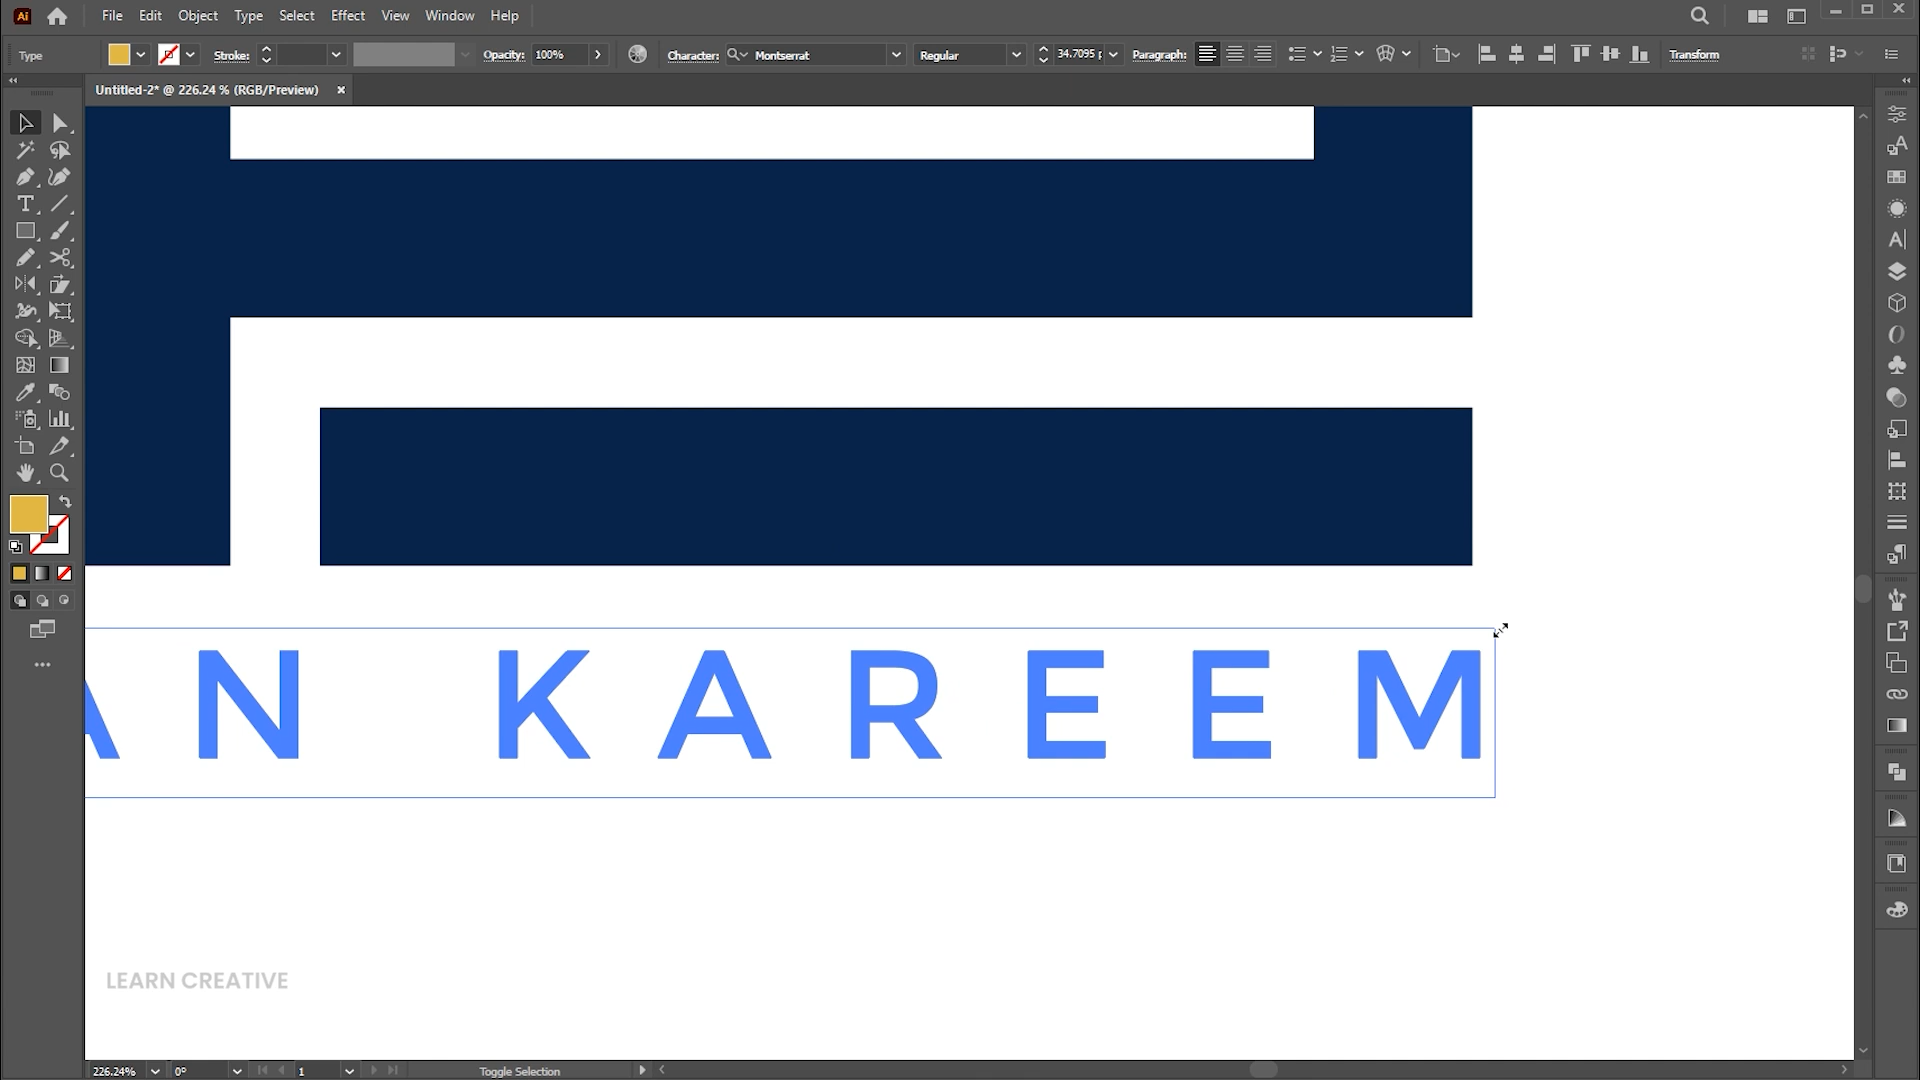 Ai File Edit Object Type Select Effect View Window Help
Type Stroke: Opacity: 100% Character: Montserrat Regular 34.7095 Paragraph: Transform
Untitled-2* @ 226.24 % (RGB/Preview)
AN KAREEM
LEARN CREATIVE
226.24% 0° 1 Toggle Selection